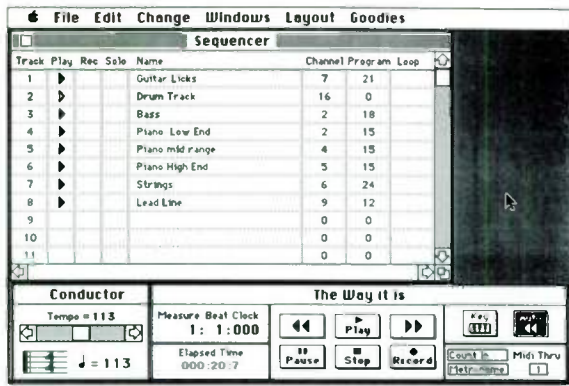 File Edit Change Windows Layout Goodies
Sequencer
Track Play Rec Solo Name Channel Program Loop
1 Guitar Licks 7 21
2 Drum Track 16 0
3 Bass 2 18
4 Piano Low End 2 15
5 Piano mid range 4 15
6 Piano High End 5 15
7 Strings 6 24
8 Lead Line 9 12
9 0 0
10 0 0
11 0 0
Conductor The Way it is
Tempo = 113
♩ = 113
Measure Beat Clock
1: 1:000
Elapsed Time
000:20:7
Play
Pause Stop Record
Key
Count In Midi Thru
Metronome 1